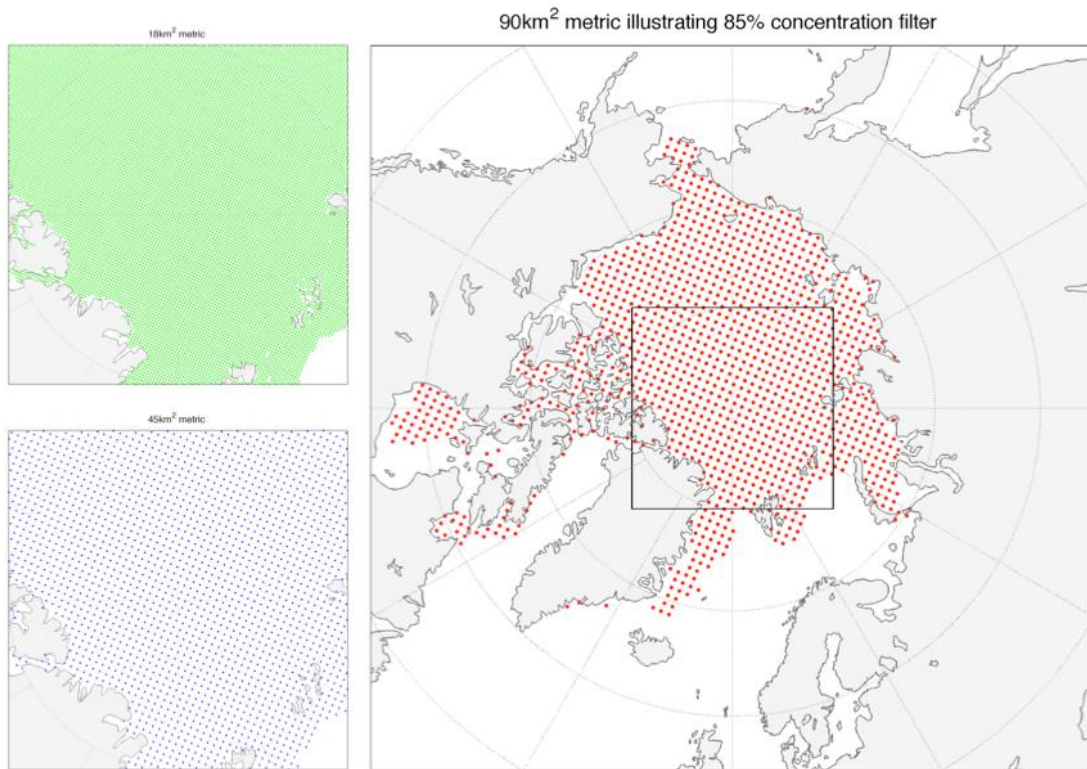 18km² metric
90km² metric illustrating 85% concentration filter
45km² metric